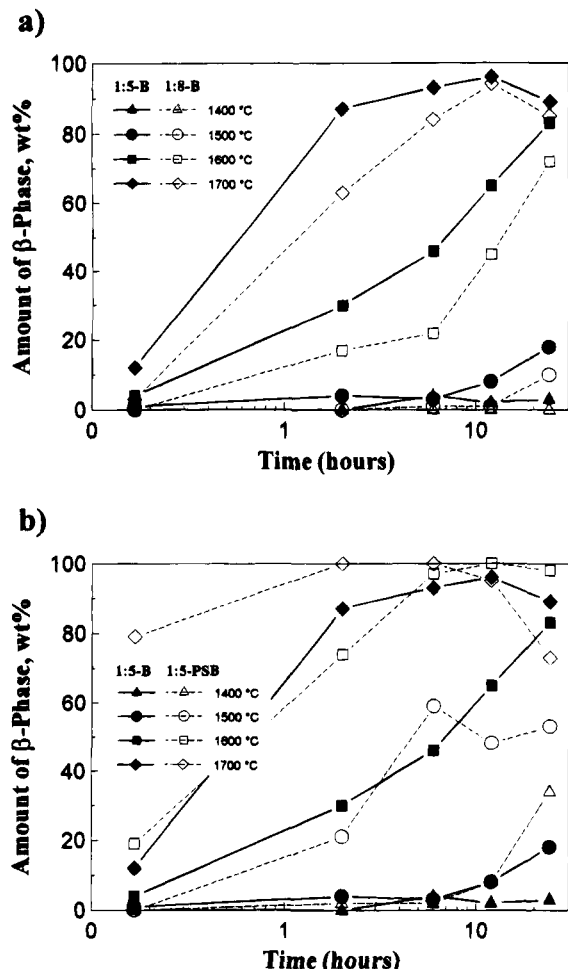 a)
Amount of β-Phase, wt%
100
80
60
40
20
0
1:5-B 1:8-B
1400 °C
1500 °C
1600 °C
1700 °C
0 1 10
Time (hours)
b)
Amount of β-Phase, wt%
100
80
60
40
20
0
1:5-B 1:5-PSB
1400 °C
1500 °C
1600 °C
1700 °C
0 1 10
Time (hours)